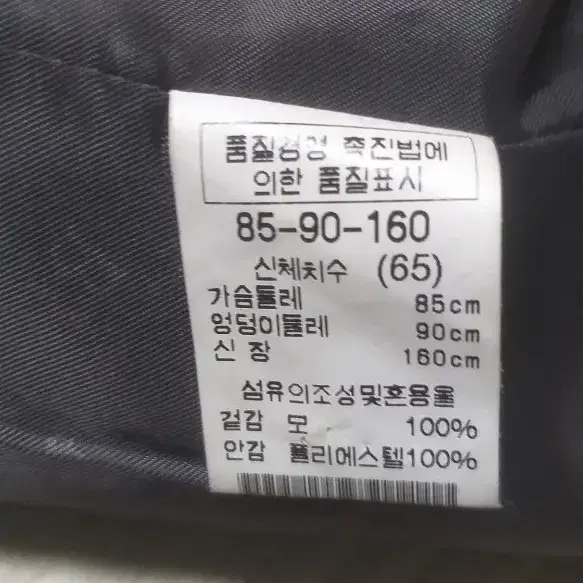 품질경영 촉진법에
의한 품질표시
85-90-160
신체치수 (65)
가슴둘레 85cm
엉덩이둘레 90cm
신 장 160cm
섬유의조성및혼용율
겉감 모 100%
안감 폴리에스텔100%